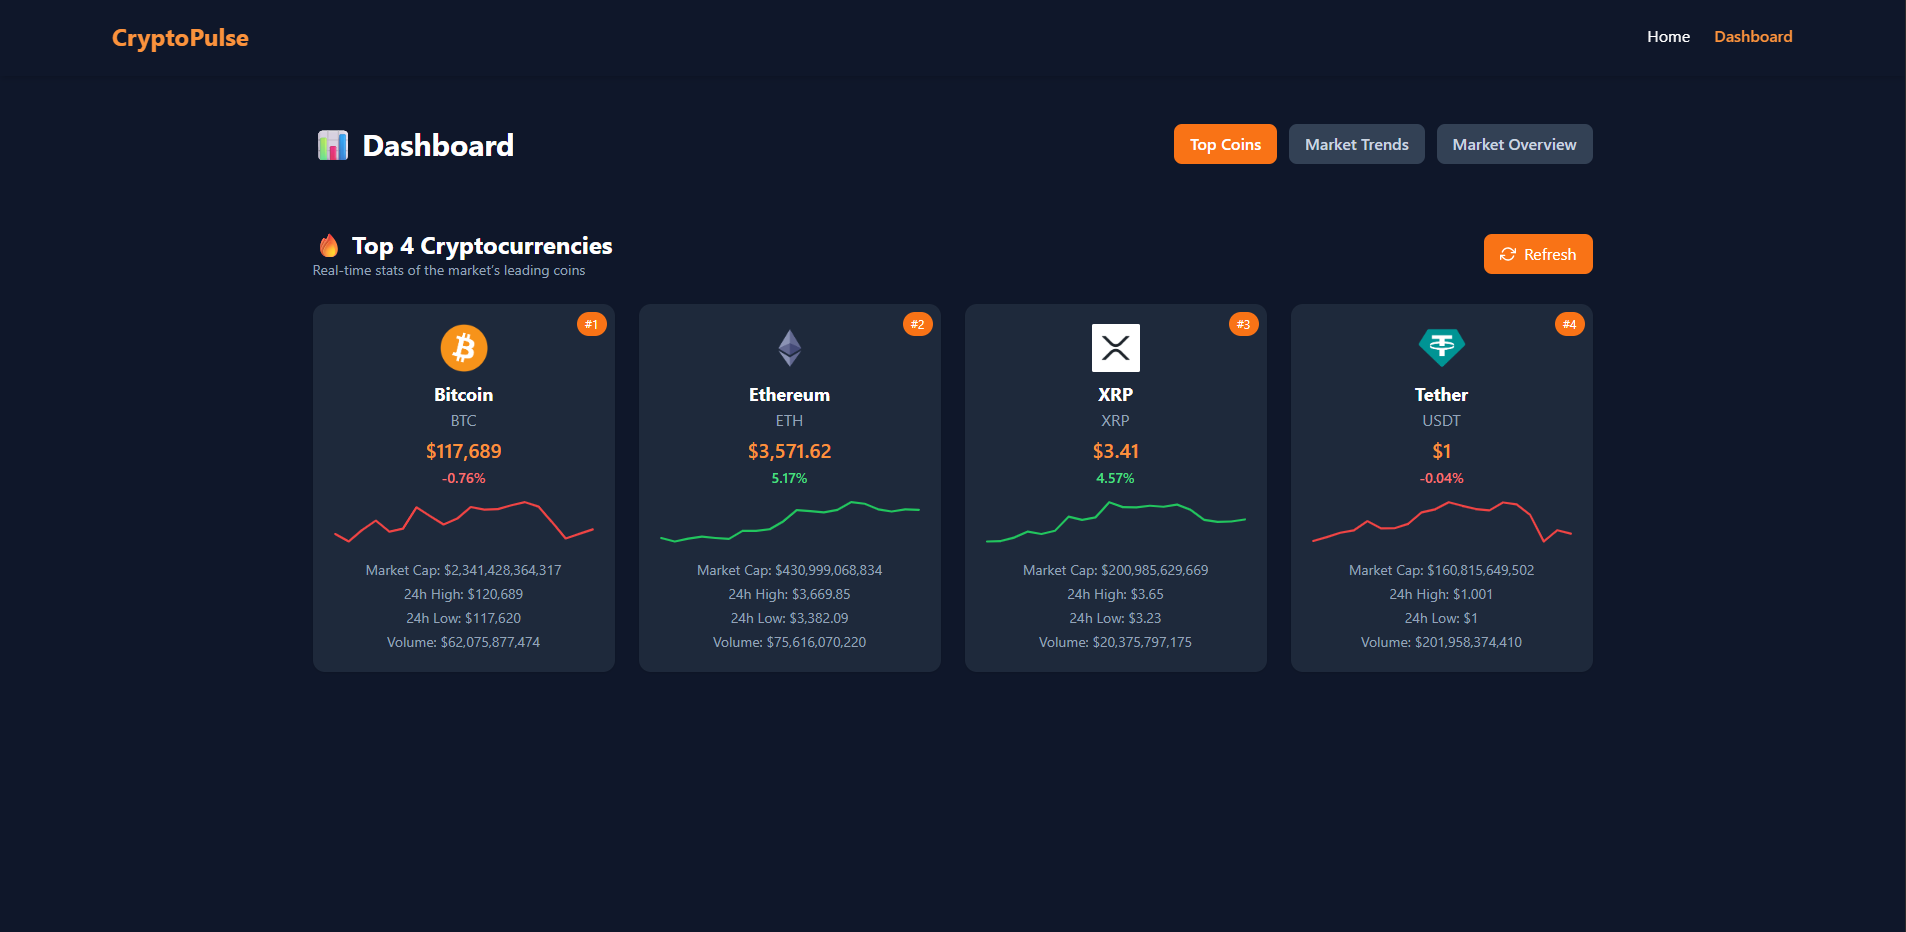 CryptoPulse
Home
Dashboard
Dashboard
Top Coins
Market Trends
Market Overview
Top 4 Cryptocurrencies
Real-time stats of the market's leading coins
Refresh
#1
Bitcoin
BTC
$117,689
-0.76%
Market Cap: $2,341,428,364,317
24h High: $120,689
24h Low: $117,620
Volume: $62,075,877,474
#2
Ethereum
ETH
$3,571.62
5.17%
Market Cap: $430,999,068,834
24h High: $3,669.85
24h Low: $3,382.09
Volume: $75,616,070,220
#3
XRP
XRP
$3.41
4.57%
Market Cap: $200,985,629,669
24h High: $3.65
24h Low: $3.23
Volume: $20,375,797,175
#4
Tether
USDT
$1
-0.04%
Market Cap: $160,815,649,502
24h High: $1.001
24h Low: $1
Volume: $201,958,374,410